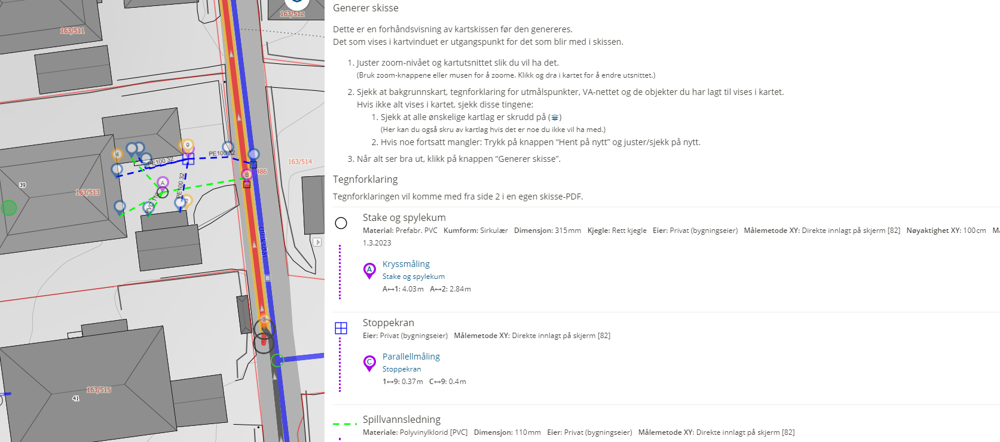 163/511
163/512
4
9
PE100 32
PE100 32
PE100 32
163/514
A
B
/486
39
163/513
PVC 110
2
Ulriksdal
3
163/515
41
Generer skisse
Dette er en forhåndsvisning av kartskissen før den genereres.
Det som vises i kartvinduet er utgangspunkt for det som blir med i skissen.
1. Juster zoom-nivået og kartutsnittet slik du vil ha det.
(Bruk zoom-knappene eller musen for å zoome. Klikk og dra i kartet for å endre utsnittet.)
2. Sjekk at bakgrunnskart, tegnforklaring for utmålspunkter, VA-nettet og de objekter du har lagt til vises i kartet.
Hvis ikke alt vises i kartet, sjekk disse tingene:
1. Sjekk at alle ønskelige kartlag er skrudd på ()
(Her kan du også skru av kartlag hvis det er noe du ikke vil ha med.)
2. Hvis noe fortsatt mangler: Trykk på knappen “Hent på nytt” og juster/sjekk på nytt.
3. Når alt ser bra ut, klikk på knappen “Generer skisse”.
Tegnforklaring
Tegnforklaringen vil komme med fra side 2 i en egen skisse-PDF.
Stake og spylekum
Material: Prefabr. PVC Kumform: Sirkulær Dimensjon: 315 mm Kjegle: Rett kjegle Eier: Privat (bygningseier) Målemetode XY: Direkte innlagt på skjerm [82] Nøyaktighet XY: 100 cm
1.3.2023
A
Kryssmåling
Stake og spylekum
A↔1: 4.03 m A↔2: 2.84 m
Stoppekran
Eier: Privat (bygningseier) Målemetode XY: Direkte innlagt på skjerm [82]
C
Parallellmåling
Stoppekran
1↔9: 0.37 m C↔9: 0.4 m
Spillvannsledning
Materiale: Polyvinylklorid [PVC] Dimensjon: 110 mm Eier: Privat (bygningseier) Målemetode XY: Direkte innlagt på skjerm [82]